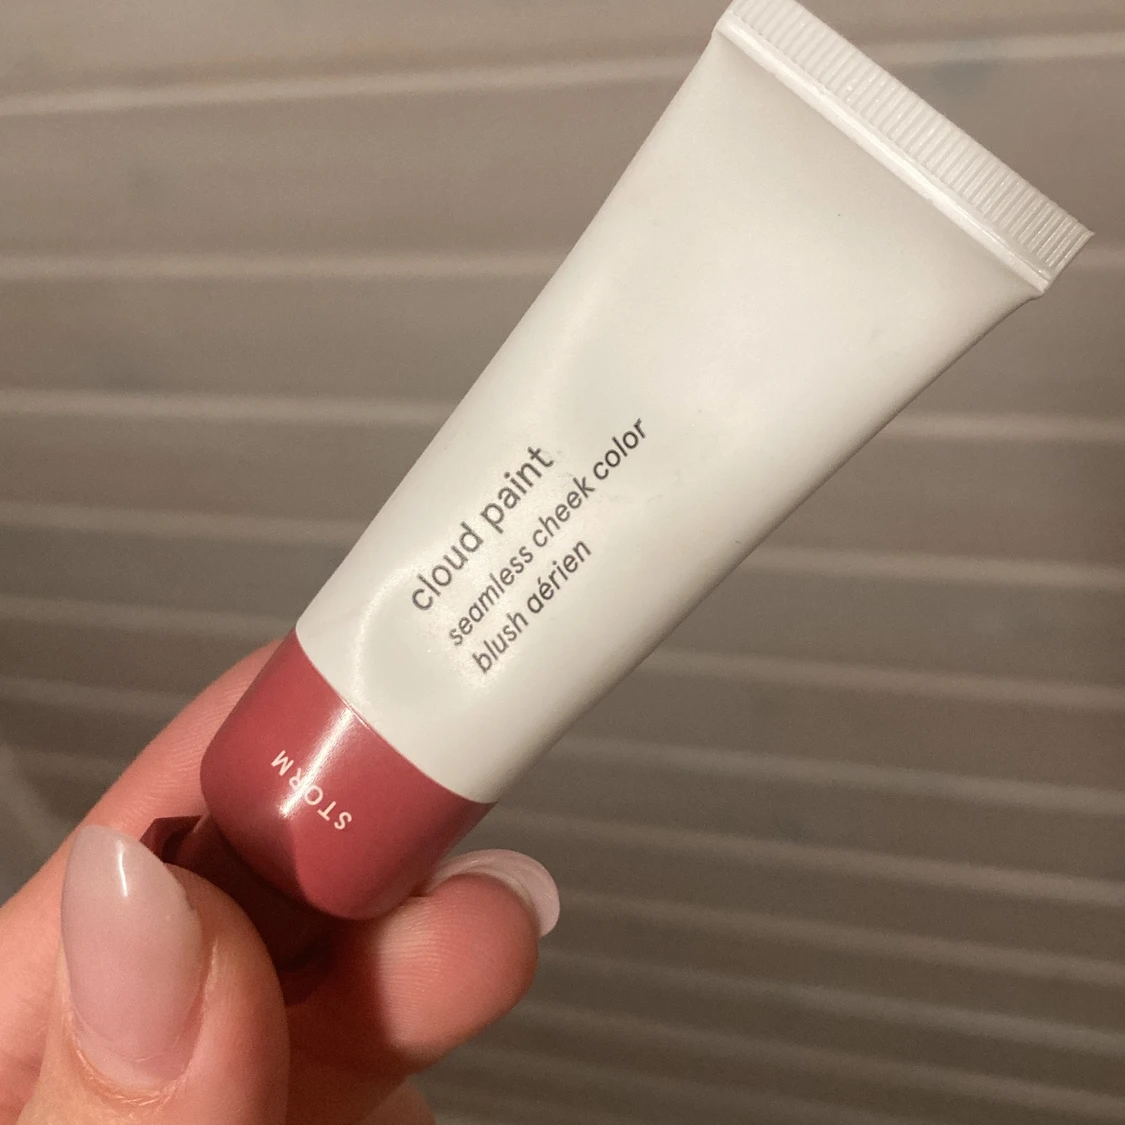 cloud paint
seamless cheek color
blush aérien
STORM